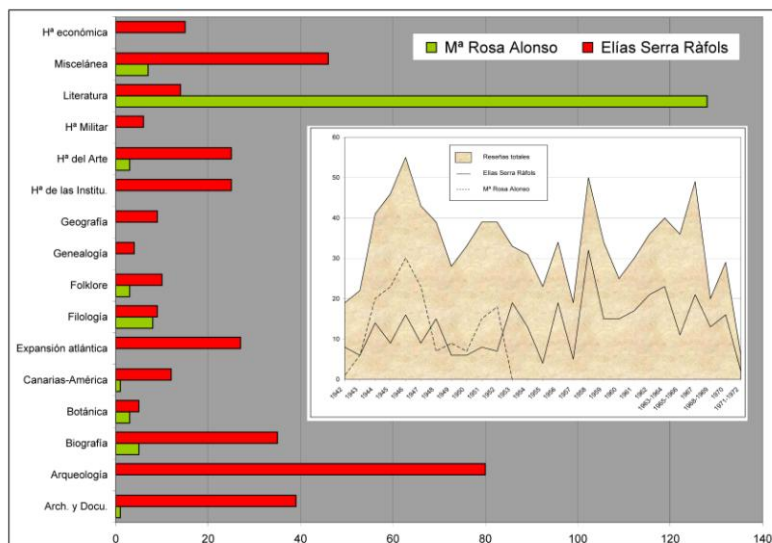 Mª Rosa Alonso
Elías Serra Ràfols
Hª económica
Miscelánea
Literatura
Hª Militar
Hª del Arte
Hª de las Institu.
Geografía
Genealogía
Folklore
Filología
Expansión atlántica
Canarias-América
Botánica
Biografía
Arqueología
Arch. y Docu.
0 20 40 60 80 100 120 140
Reseñas totales
Elías Serra Ràfols
Mª Rosa Alonso
60
50
40
30
20
10
0
1942 1943 1944 1945 1946 1947 1948 1949 1950 1951 1952 1953 1954 1955 1956 1957 1958 1959 1960 1961 1962 1963-1964 1965-1966 1967 1968-1969 1970 1971-1972